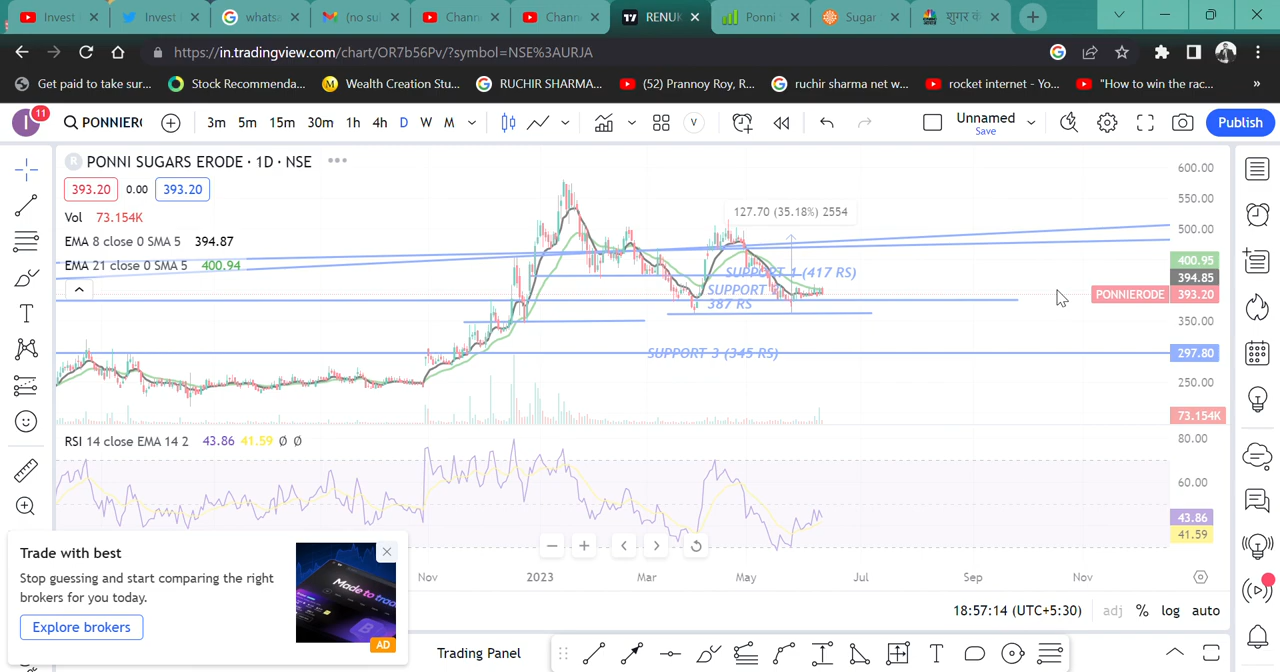 Invest
Invest
whats
(no sul
Chann
Chann
RENUK
Ponni
Sugar
शुगर के
https://in.tradingview.com/chart/OR7b56Pv/?symbol=NSE%3AURJA
Get paid to take sur...
Stock Recommenda...
Wealth Creation Stu...
RUCHIR SHARMA...
(52) Prannoy Roy, R...
ruchir sharma net w...
rocket internet - Yo...
"How to win the rac...
»
I
11
PONNIER
3m 5m 15m 30m 1h 4h D W M
V
Unnamed
Save
Publish
R PONNI SUGARS ERODE · 1D · NSE
393.20 0.00 393.20
Vol 73.154K
EMA 8 close 0 SMA 5 394.87
EMA 21 close 0 SMA 5 400.94
127.70 (35.18%) 2554
SUPPORT 1 (417 RS)
SUPPORT
387 RS
SUPPORT 3 (345 RS)
600.00
550.00
500.00
400.95
394.85
PONNIERODE 393.20
350.00
297.80
250.00
73.154K
RSI 14 close EMA 14 2 43.86 41.59 Ø Ø
80.00
60.00
43.86
41.59
Nov 2023 Mar May Jul Sep Nov
Trade with best
Stop guessing and start comparing the right
brokers for you today.
Explore brokers
Made to trad
AD
18:57:14 (UTC+5:30) adj % log auto
Trading Panel